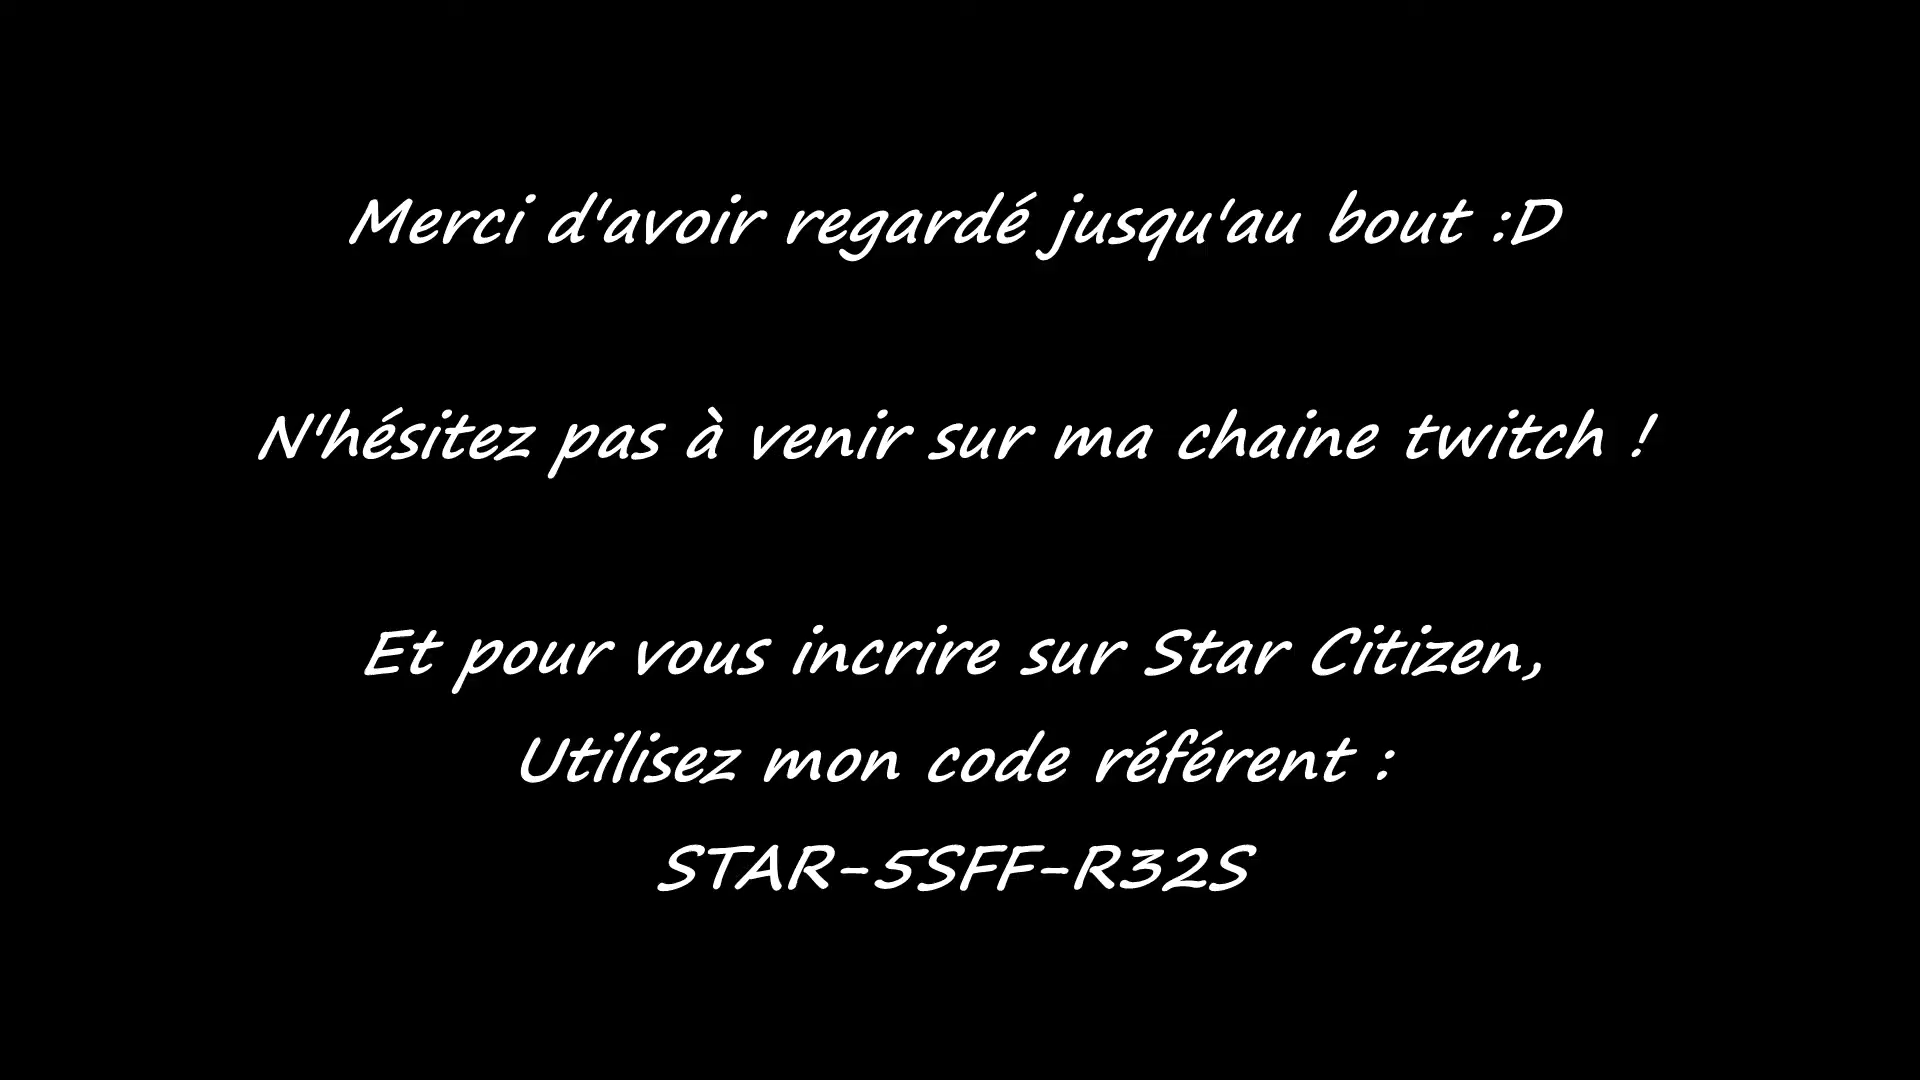 Merci d'avoir regardé jusqu'au bout :D
N'hésitez pas à venir sur ma chaine twitch !
Et pour vous incrire sur Star Citizen,
Utilisez mon code référent :
STAR-5SFF-R32S